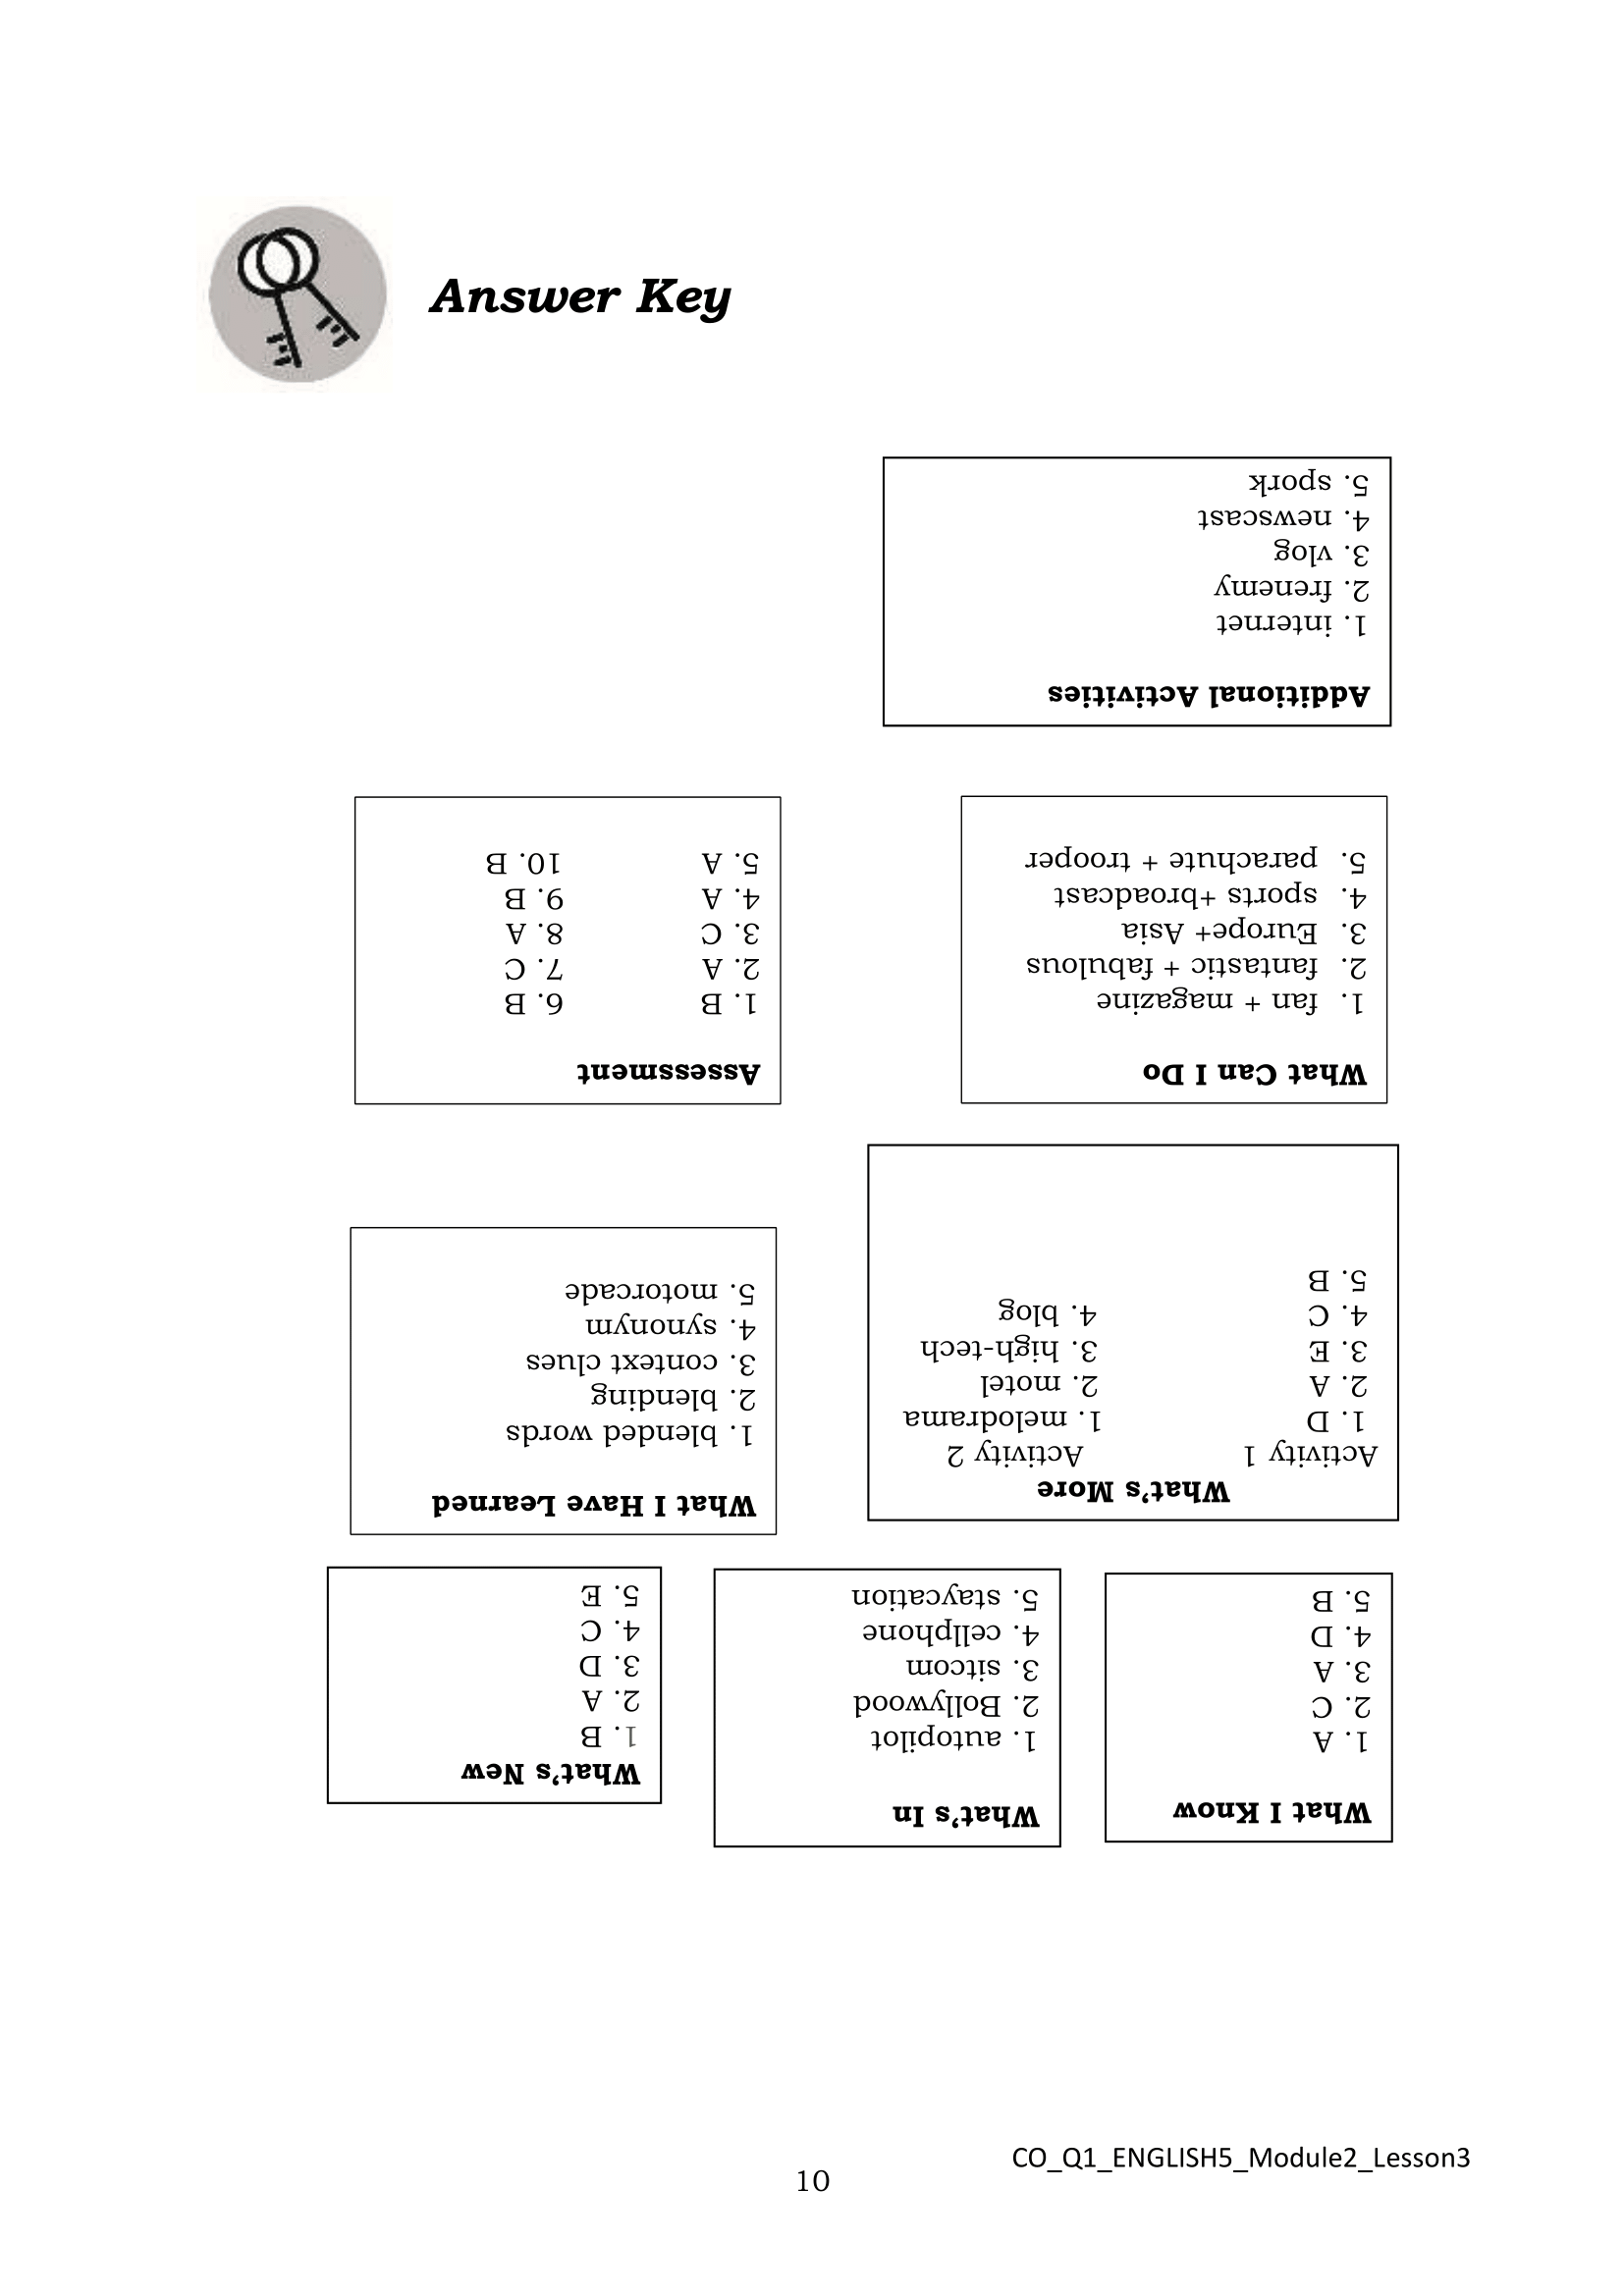 Answer Key
What I Know
1. A
2. C
3. A
4. D
5. B
What's In
1. autopilot
2. Bollywood
3. sitcom
4. cellphone
5. staycation
What's New
1. B
2. A
3. D
4. C
5. E
What's More
Activity 1 Activity 2
1. D 1. melodrama
2. A 2. motel
3. E 3. high-tech
4. C 4. blog
5. B
What I Have Learned
1. blended words
2. blending
3. context clues
4. synonym
5. motorcade
What Can I Do
1. fan + magazine
2. fantastic + fabulous
3. Europe+ Asia
4. sports +broadcast
5. parachute + trooper
Assessment
1. B 6. B
2. A 7. C
3. C 8. A
4. A 9. B
5. A 10. B
Additional Activities
1. internet
2. frenemy
3. vlog
4. newscast
5. spork
CO_Q1_ENGLISH5_Module2_Lesson3
10